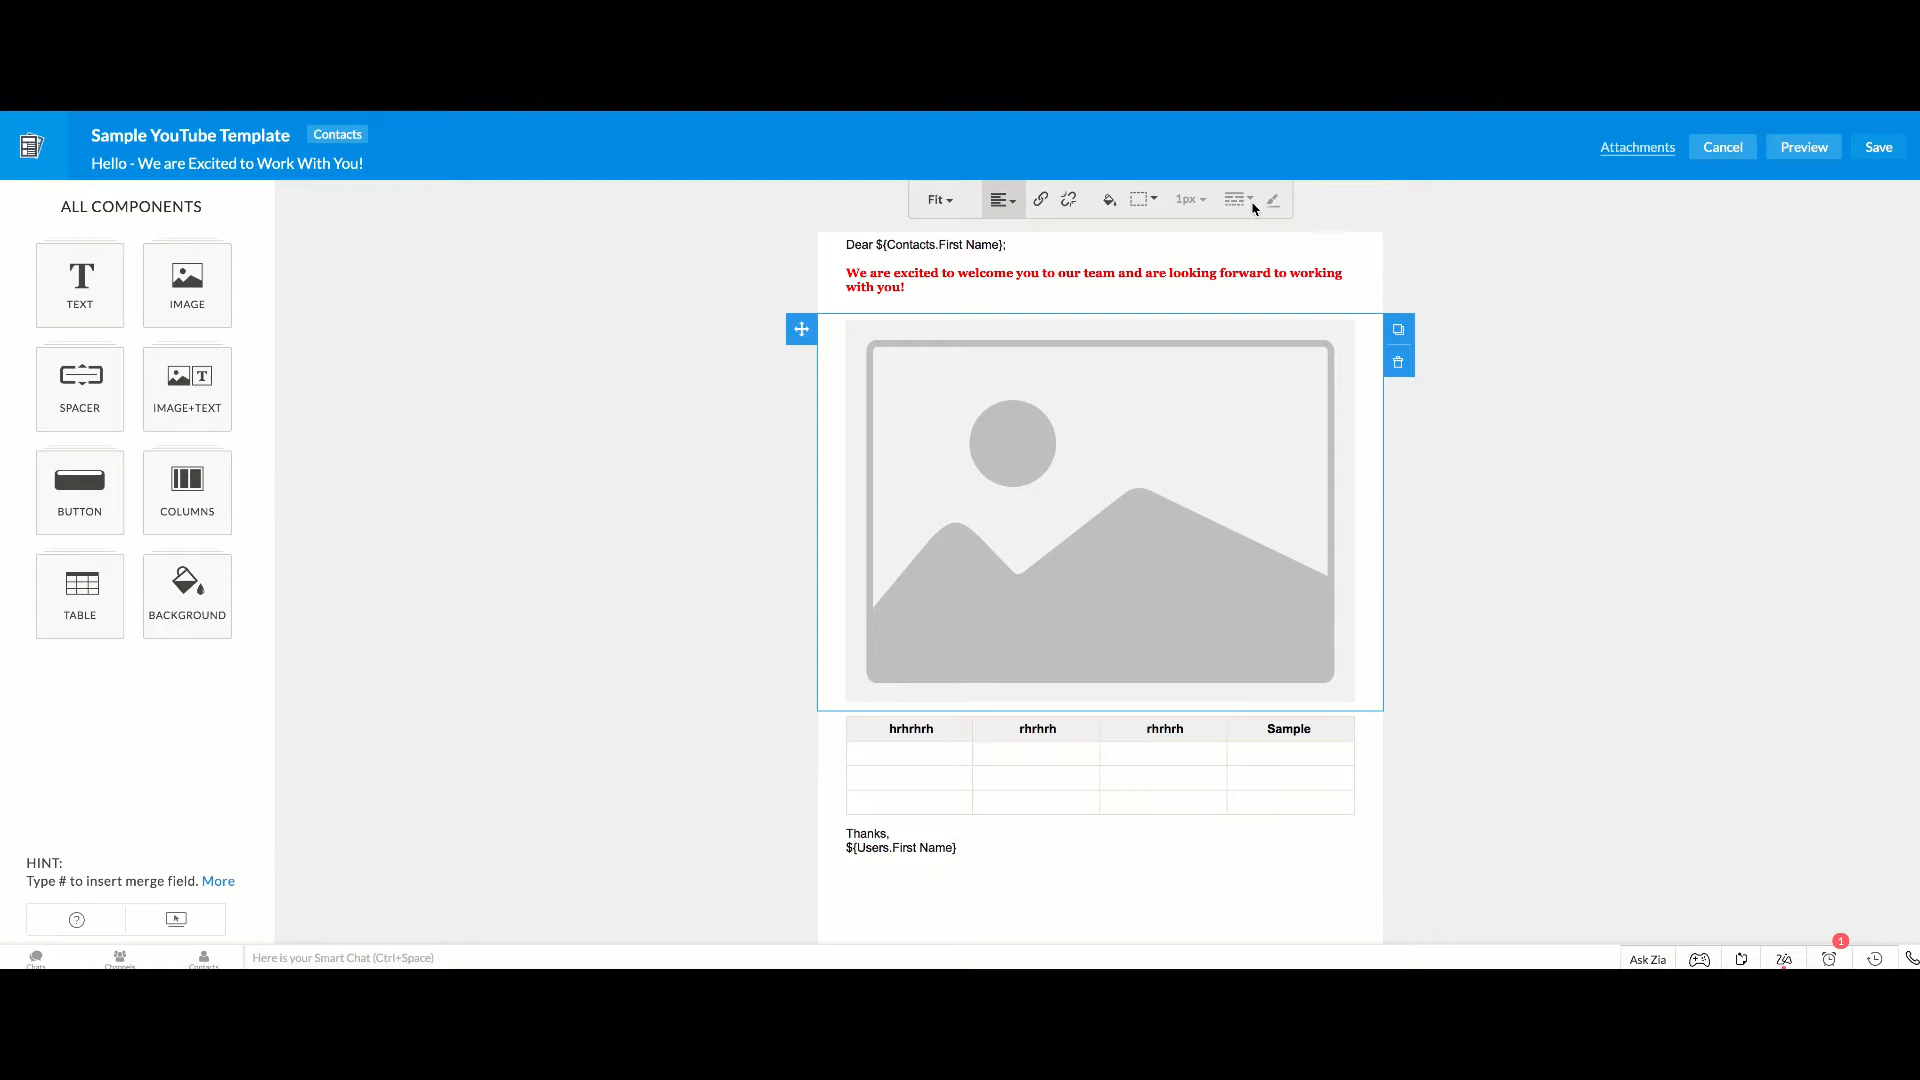 Sample YouTube Template Contacts
Hello - We are Excited to Work With You!
Attachments Cancel Preview Save
ALL COMPONENTS
Fit 1px
T
TEXT IMAGE
T
SPACER IMAGE+TEXT
BUTTON COLUMNS
TABLE BACKGROUND
Dear ${Contacts.First Name};
We are excited to welcome you to our team and are looking forward to working
with you!
hrhrhrh rhrhrh rhrhrh Sample
Thanks,
${Users.First Name}
HINT:
Type # to insert merge field. More
?
Chats Channels Contacts
Here is your Smart Chat (Ctrl+Space)
Ask Zia 1